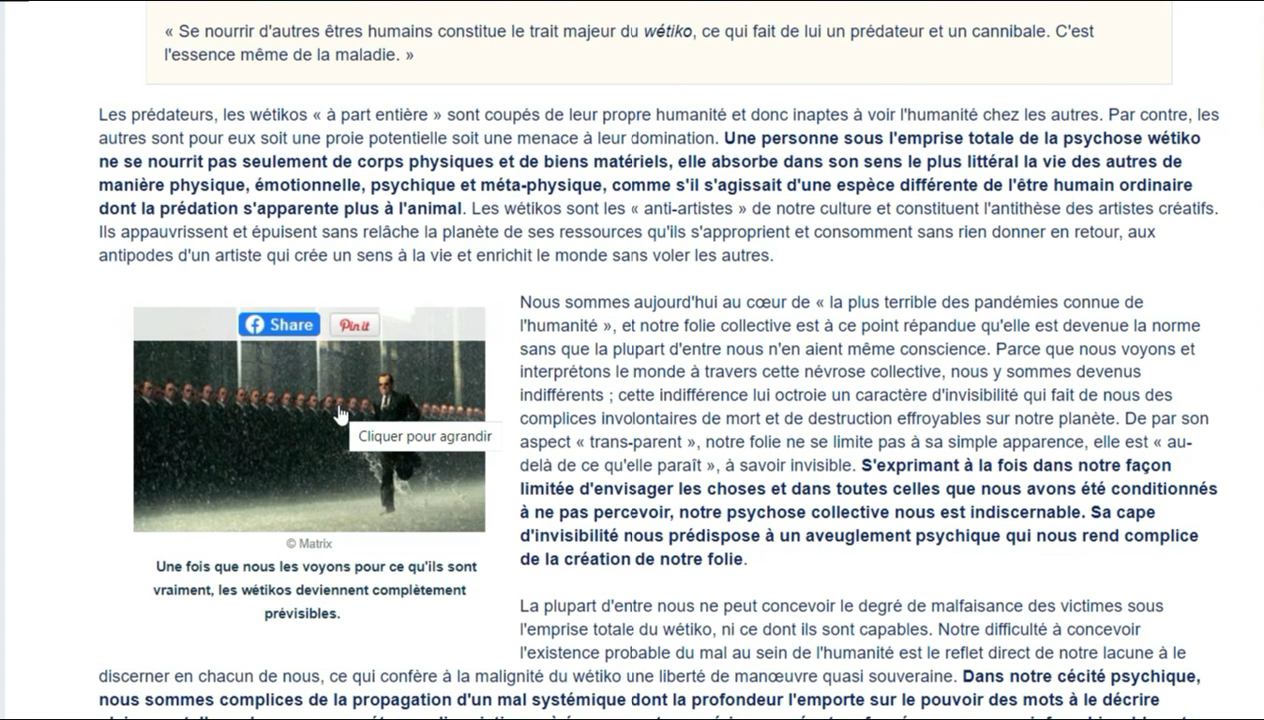 « Se nourrir d'autres êtres humains constitue le trait majeur du wétiko, ce qui fait de lui un prédateur et un cannibale. C'est
l'essence même de la maladie. »
Les prédateurs, les wétikos « à part entière » sont coupés de leur propre humanité et donc inaptes à voir l'humanité chez les autres. Par contre, les
autres sont pour eux soit une proie potentielle soit une menace à leur domination. Une personne sous l'emprise totale de la psychose wétiko
ne se nourrit pas seulement de corps physiques et de biens matériels, elle absorbe dans son sens le plus littéral la vie des autres de
manière physique, émotionnelle, psychique et méta-physique, comme s'il s'agissait d'une espèce différente de l'être humain ordinaire
dont la prédation s'apparente plus à l'animal. Les wétikos sont les « anti-artistes » de notre culture et constituent l'antithèse des artistes créatifs.
Ils appauvrissent et épuisent sans relâche la planète de ses ressources qu'ils s'approprient et consomment sans rien donner en retour, aux
antipodes d'un artiste qui crée un sens à la vie et enrichit le monde sans voler les autres.
Share
Pin it
Cliquer pour agrandir
© Matrix
Une fois que nous les voyons pour ce qu'ils sont
vraiment, les wétikos deviennent complètement
prévisibles.
Nous sommes aujourd'hui au cœur de « la plus terrible des pandémies connue de
l'humanité », et notre folie collective est à ce point répandue qu'elle est devenue la norme
sans que la plupart d'entre nous n'en aient même conscience. Parce que nous voyons et
interprétons le monde à travers cette névrose collective, nous y sommes devenus
indifférents ; cette indifférence lui octroie un caractère d'invisibilité qui fait de nous des
complices involontaires de mort et de destruction effroyables sur notre planète. De par son
aspect « trans-parent », notre folie ne se limite pas à sa simple apparence, elle est « au-
delà de ce qu'elle paraît », à savoir invisible. S'exprimant à la fois dans notre façon
limitée d'envisager les choses et dans toutes celles que nous avons été conditionnés
à ne pas percevoir, notre psychose collective nous est indiscernable. Sa cape
d'invisibilité nous prédispose à un aveuglement psychique qui nous rend complice
de la création de notre folie.
La plupart d'entre nous ne peut concevoir le degré de malfaisance des victimes sous
l'emprise totale du wétiko, ni ce dont ils sont capables. Notre difficulté à concevoir
l'existence probable du mal au sein de l'humanité est le reflet direct de notre lacune à le
discerner en chacun de nous, ce qui confère à la malignité du wétiko une liberté de manœuvre quasi souveraine. Dans notre cécité psychique,
nous sommes complices de la propagation d'un mal systémique dont la profondeur l'emporte sur le pouvoir des mots à le décrire